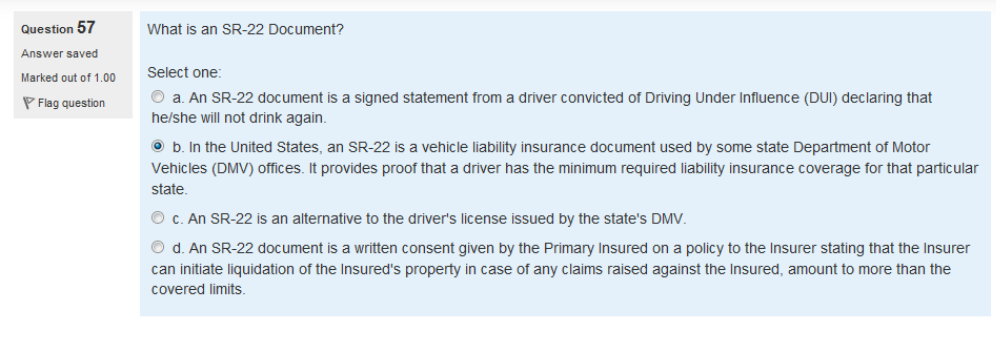 Question 57
Answer saved
Marked out of 1.00
Flag question
What is an SR-22 Document?
Select one:
a. An SR-22 document is a signed statement from a driver convicted of Driving Under Influence (DUI) declaring that
he/she will not drink again.
b. In the United States, an SR-22 is a vehicle liability insurance document used by some state Department of Motor
Vehicles (DMV) offices. It provides proof that a driver has the minimum required liability insurance coverage for that particular
state.
c. An SR-22 is an alternative to the driver's license issued by the state's DMV.
d. An SR-22 document is a written consent given by the Primary Insured on a policy to the Insurer stating that the Insurer
can initiate liquidation of the Insured's property in case of any claims raised against the Insured, amount to more than the
covered limits.